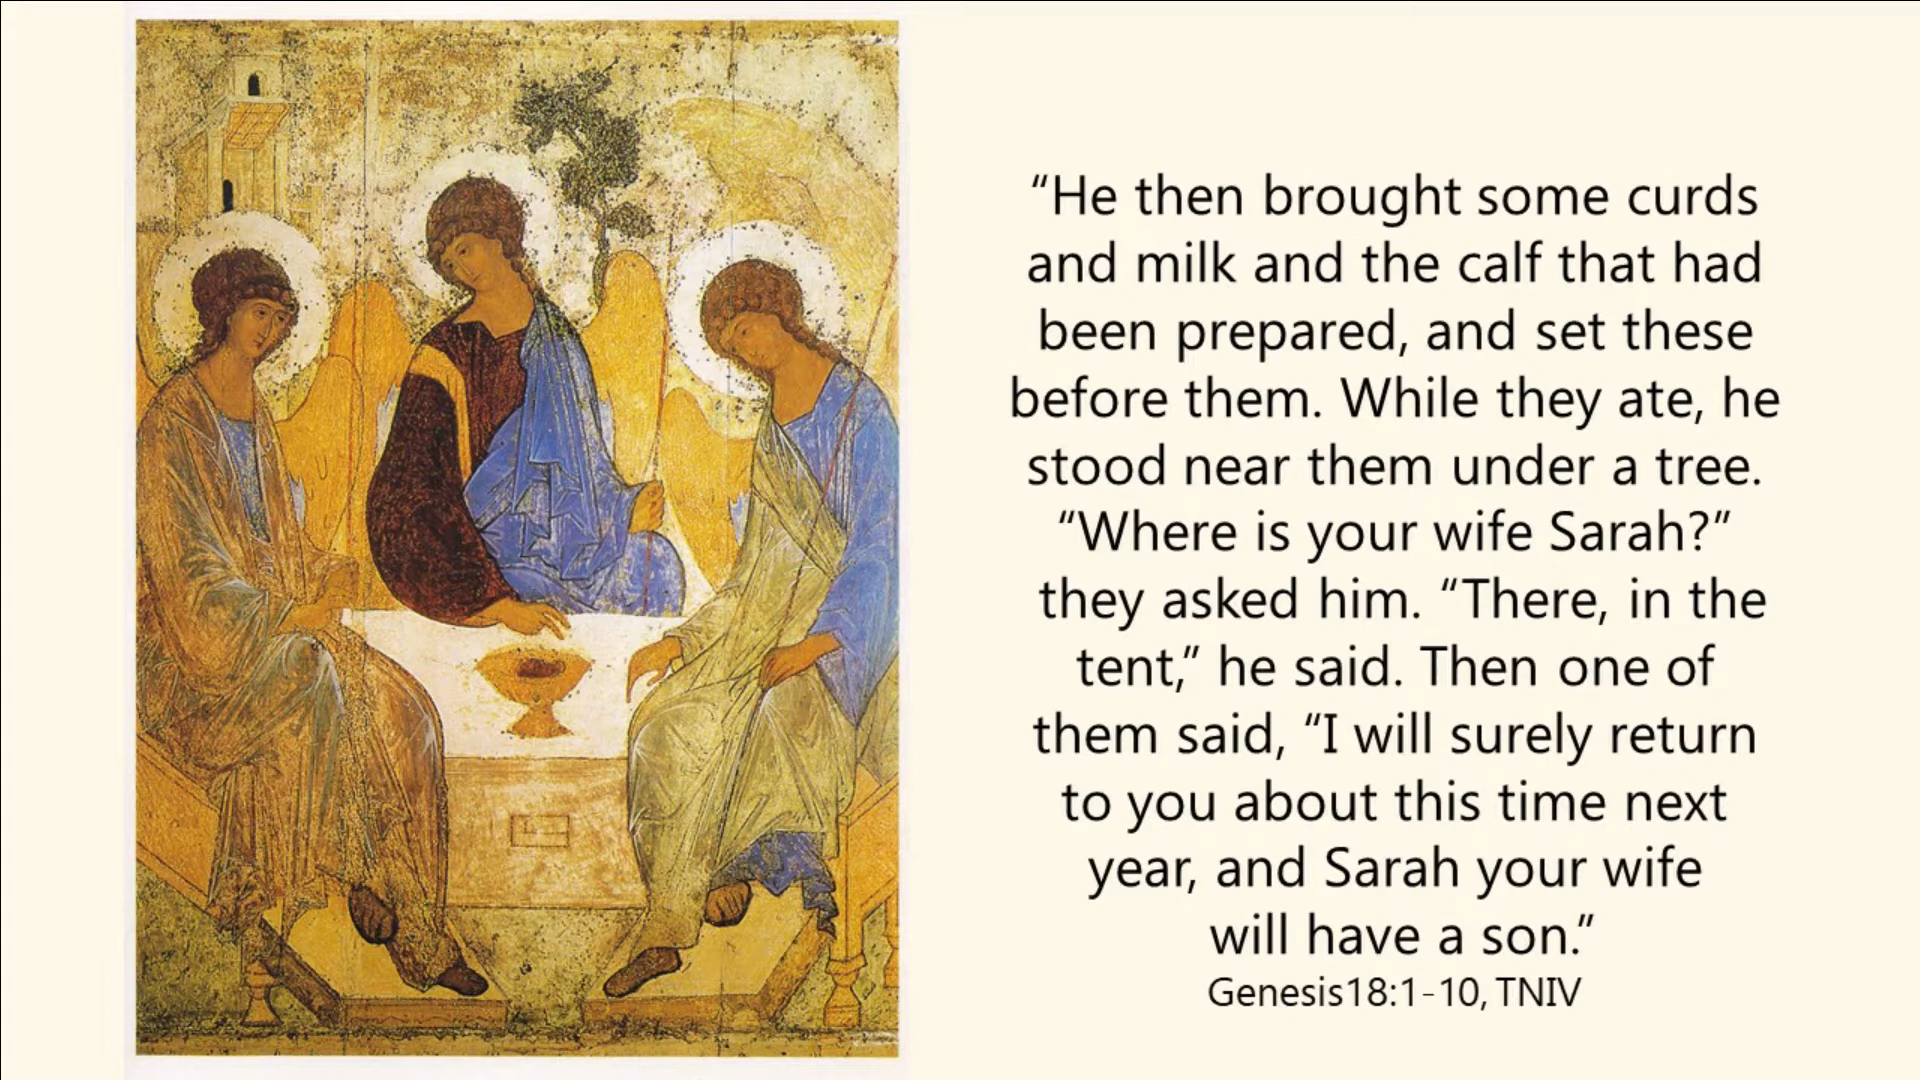 “He then brought some curds
and milk and the calf that had
been prepared, and set these
before them. While they ate, he
stood near them under a tree.
“Where is your wife Sarah?”
they asked him. “There, in the
tent,” he said. Then one of
them said, “I will surely return
to you about this time next
year, and Sarah your wife
will have a son.”
Genesis18:1-10, TNIV